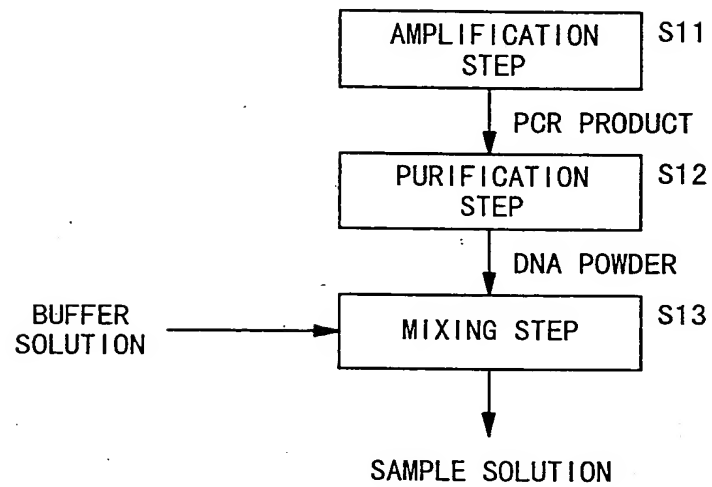 AMPLIFICATION STEP S11
PCR PRODUCT
PURIFICATION STEP S12
DNA POWDER
BUFFER SOLUTION
MIXING STEP S13
SAMPLE SOLUTION